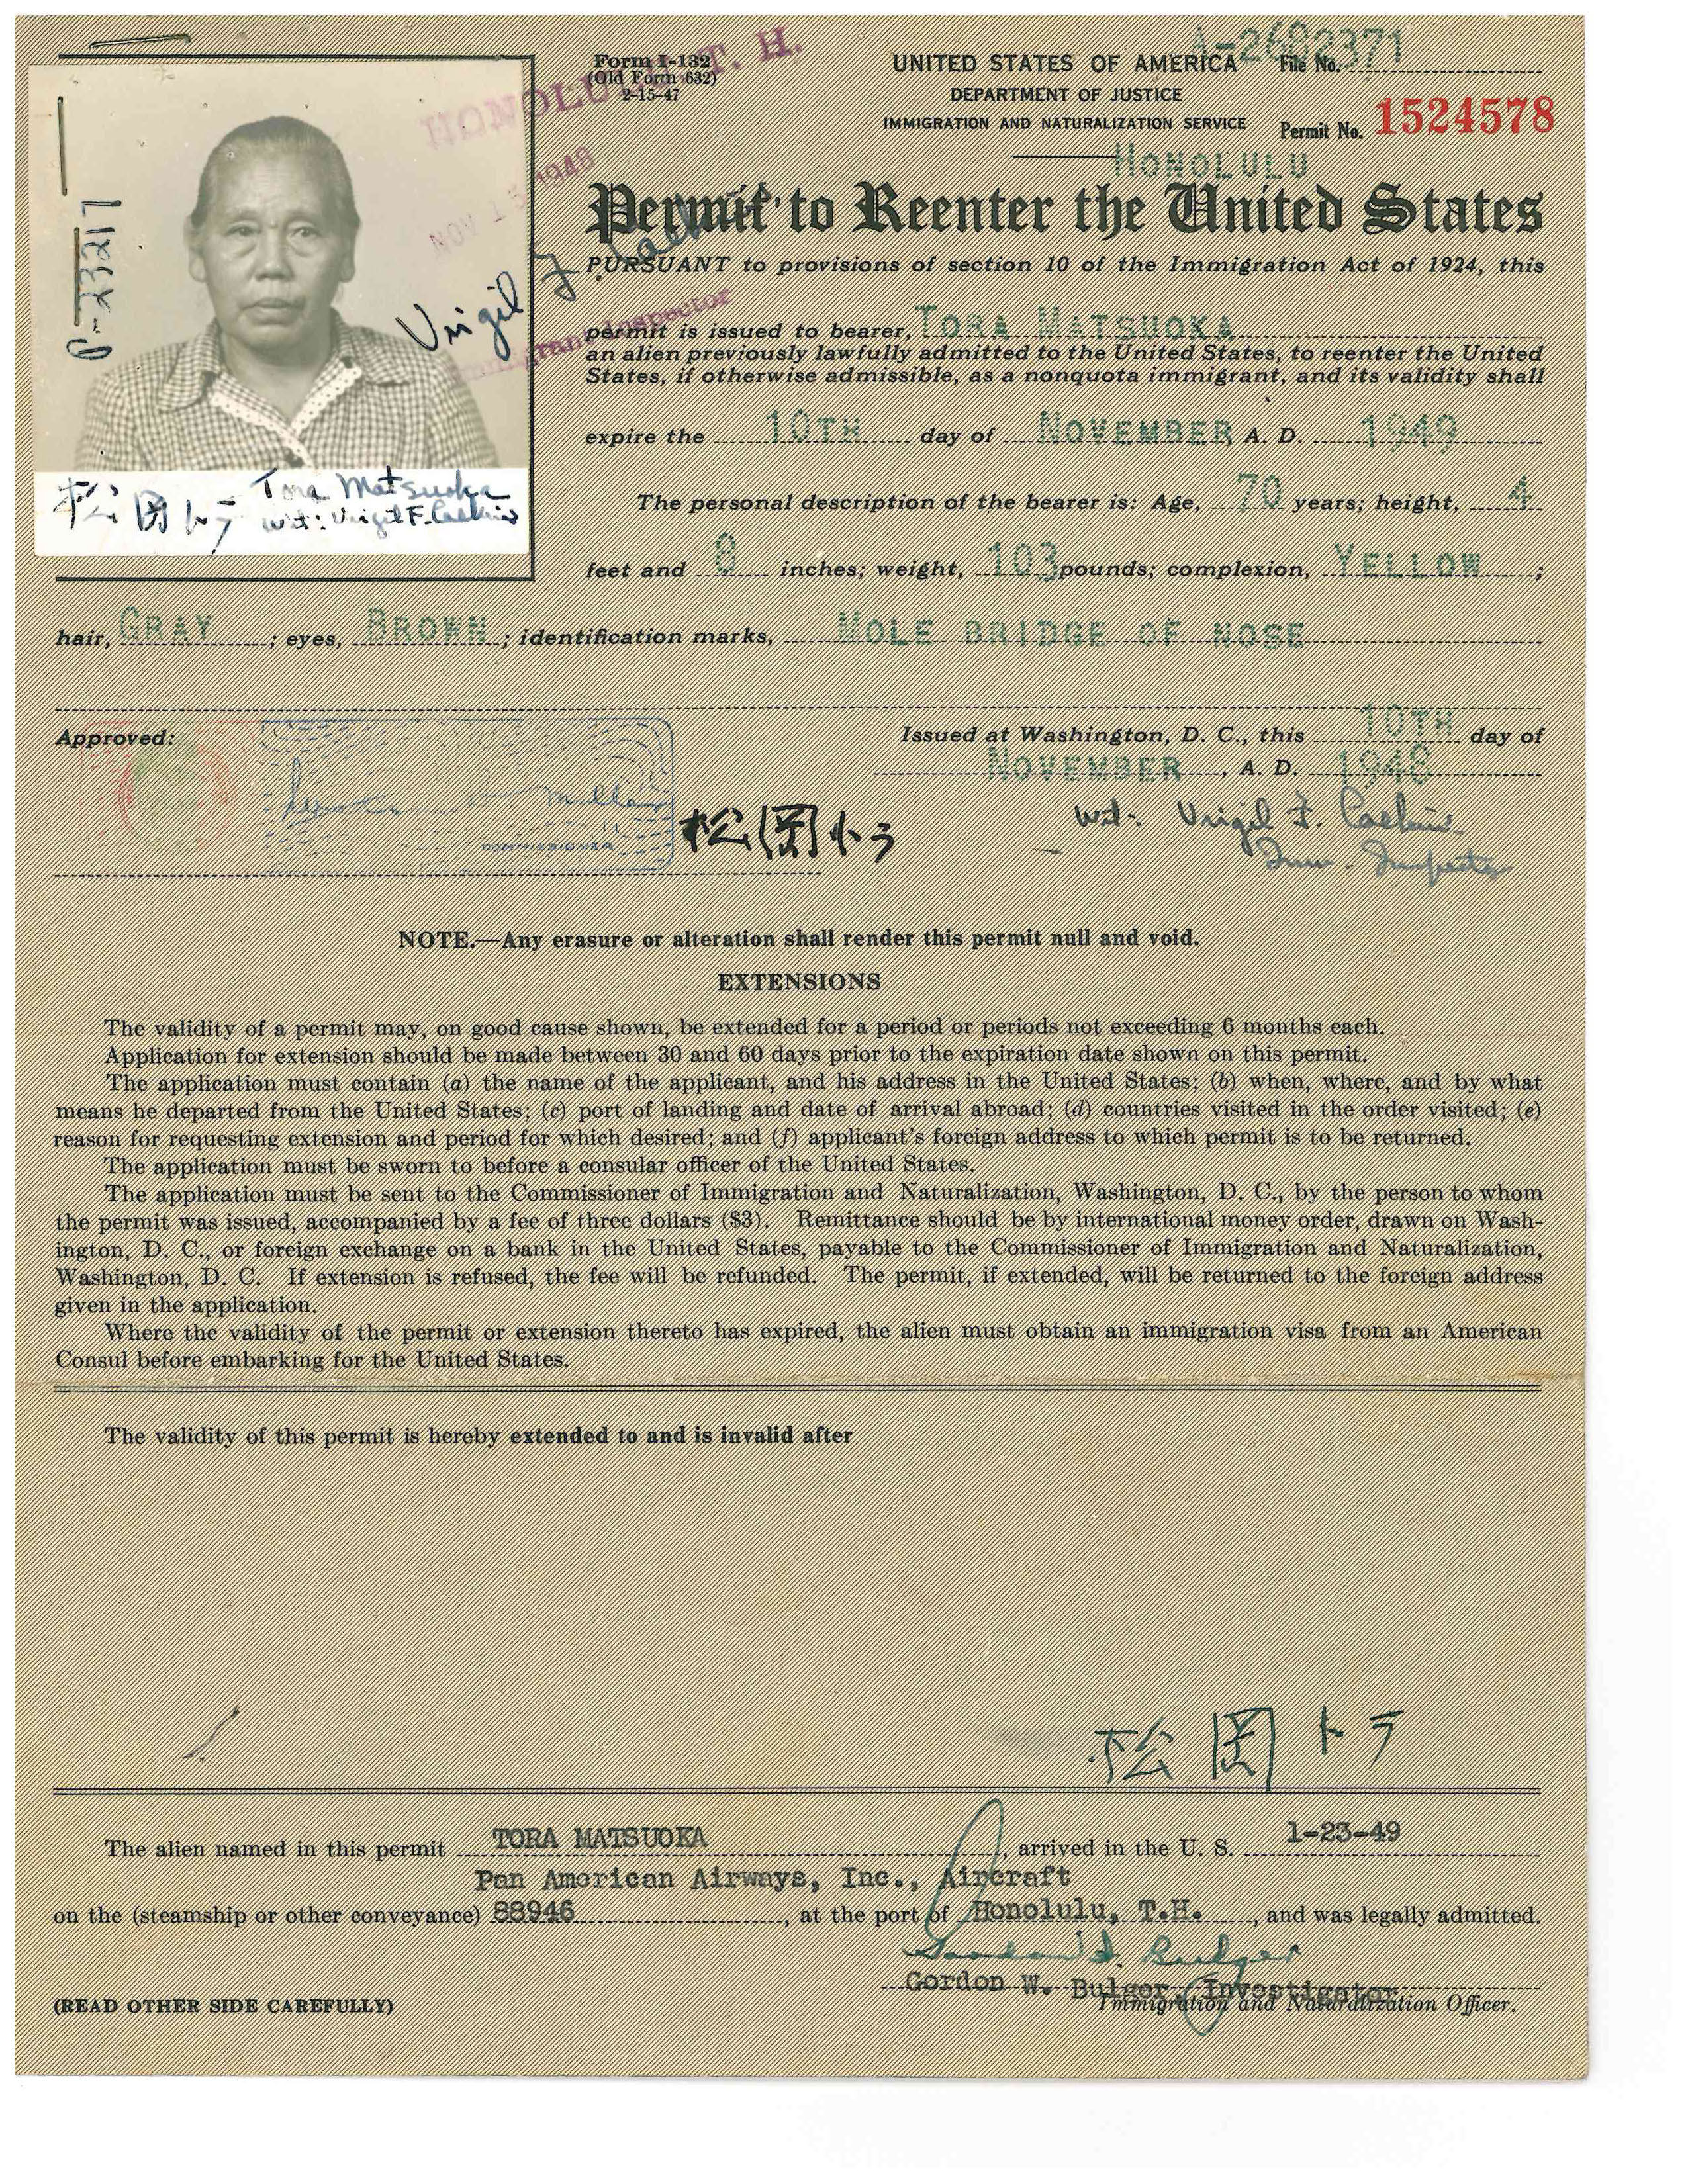 Form I-132
(Old Form 632)
2-15-47
HONOLULU, T. H.
NOV 15 1948
Immigrant Inspector
Virgil F.
6-23217
松岡トラ
Tora Matsuoka
wit: Virgil F.
UNITED STATES OF AMERICA
DEPARTMENT OF JUSTICE
IMMIGRATION AND NATURALIZATION SERVICE
File No. A-2602371
Permit No. 1524578
HONOLULU
Permit to Reenter the United States
PURSUANT to provisions of section 10 of the Immigration Act of 1924, this
permit is issued to bearer, TORA MATSUOKA
an alien previously lawfully admitted to the United States, to reenter the United
States, if otherwise admissible, as a nonquota immigrant, and its validity shall
expire the 10TH day of NOVEMBER A. D. 1949
The personal description of the bearer is: Age, 70 years; height, 4
feet and 8 inches; weight, 103 pounds; complexion, YELLOW ;
hair, GRAY ; eyes, BROWN ; identification marks, MOLE BRIDGE OF NOSE
Approved:
COMMISSIONER
松岡トラ
Issued at Washington, D. C., this 10TH day of
NOVEMBER , A. D. 1948
wit. Virgil F.
Imm. Inspector
NOTE.—Any erasure or alteration shall render this permit null and void.
EXTENSIONS
The validity of a permit may, on good cause shown, be extended for a period or periods not exceeding 6 months each.
Application for extension should be made between 30 and 60 days prior to the expiration date shown on this permit.
The application must contain (a) the name of the applicant, and his address in the United States; (b) when, where, and by what
means he departed from the United States; (c) port of landing and date of arrival abroad; (d) countries visited in the order visited; (e)
reason for requesting extension and period for which desired; and (f) applicant's foreign address to which permit is to be returned.
The application must be sworn to before a consular officer of the United States.
The application must be sent to the Commissioner of Immigration and Naturalization, Washington, D. C., by the person to whom
the permit was issued, accompanied by a fee of three dollars ($3). Remittance should be by international money order, drawn on Wash-
ington, D. C., or foreign exchange on a bank in the United States, payable to the Commissioner of Immigration and Naturalization,
Washington, D. C. If extension is refused, the fee will be refunded. The permit, if extended, will be returned to the foreign address
given in the application.
Where the validity of the permit or extension thereto has expired, the alien must obtain an immigration visa from an American
Consul before embarking for the United States.
The validity of this permit is hereby extended to and is invalid after
松岡トラ
The alien named in this permit TORA MATSUOKA , arrived in the U. S. 1-23-49
Pan American Airways, Inc., Aircraft
on the (steamship or other conveyance) 88946 , at the port of Honolulu, T.H. , and was legally admitted.
Gordon W. Bulger
Gordon W. Bulger, Investigator
Immigration and Naturalization Officer.
(READ OTHER SIDE CAREFULLY)